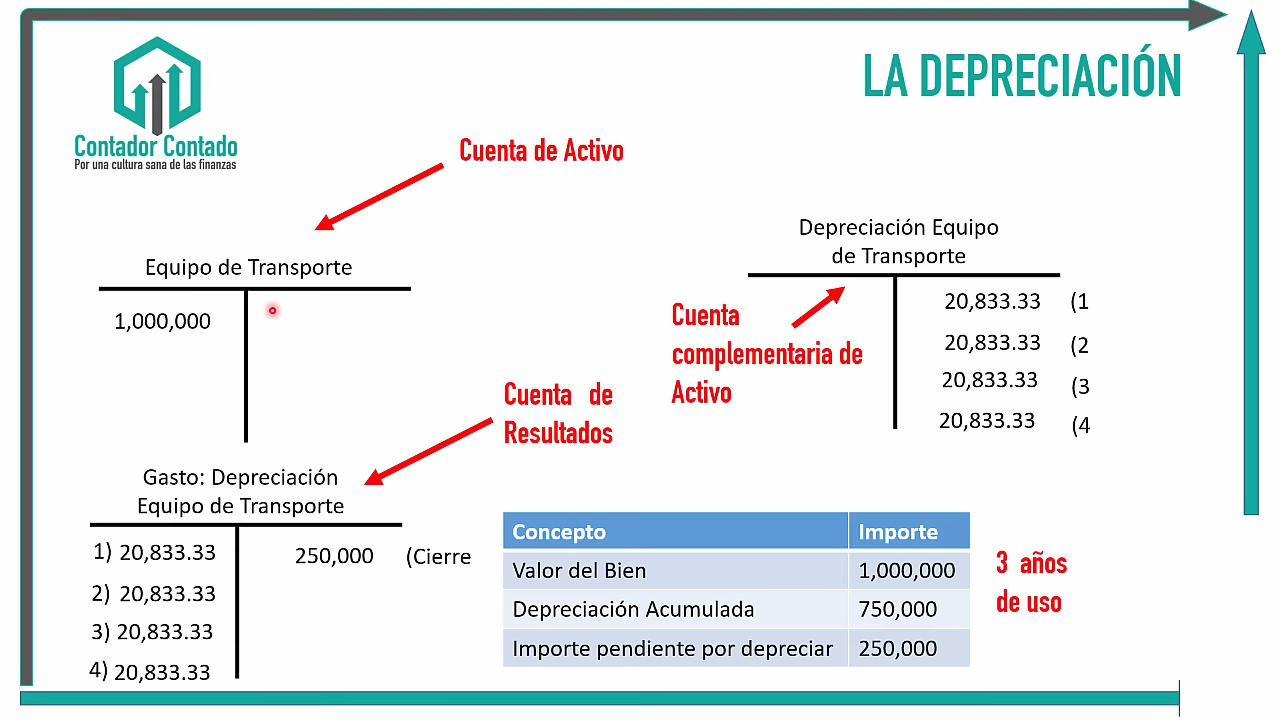 LA DEPRECIACIÓN
Contador Contado
Por una cultura sana de las finanzas
Cuenta de Activo
Equipo de Transporte
1,000,000
Depreciación Equipo
de Transporte
20,833.33 (1
20,833.33 (2
20,833.33 (3
20,833.33 (4
Cuenta
complementaria de
Activo
Cuenta de
Resultados
Gasto: Depreciación
Equipo de Transporte
1) 20,833.33 250,000 (Cierre
2) 20,833.33
3) 20,833.33
4) 20,833.33
Concepto Importe
Valor del Bien 1,000,000
Depreciación Acumulada 750,000
Importe pendiente por depreciar 250,000
3 años
de uso